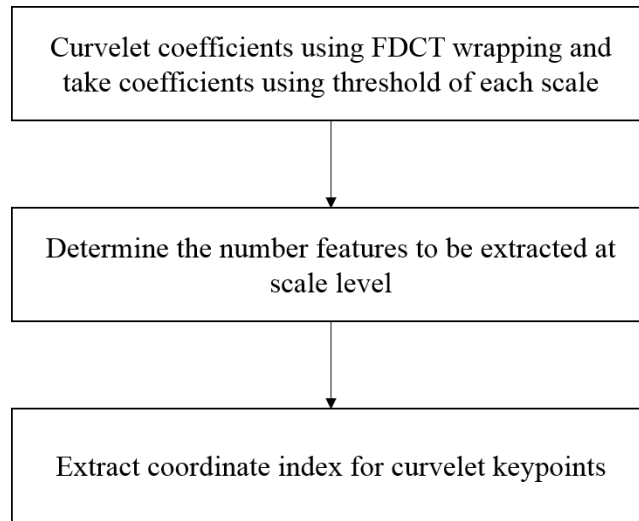 Curvelet coefficients using FDCT wrapping and
take coefficients using threshold of each scale
Determine the number features to be extracted at
scale level
Extract coordinate index for curvelet keypoints